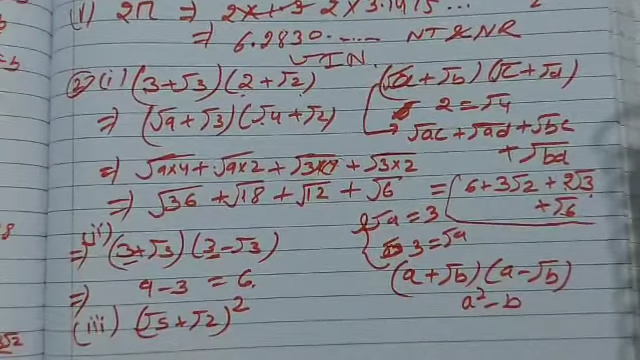 (v) 2π ⇒ 2 × 3.1415 ...
⇒ 6.2830 ...... NT & NR
(2) (i) (3+√3)(2+√2)
(√a+√b)(√c+√d)
2=√4
⇒ (√9+√3)(√4+√2)
√ac+√ad+√bc
+√bd
⇒ √9×4+√9×2+√3×4+√3×2
⇒ √36+√18+√12+√6 = 6+3√2+2√3
+√6
√9=3
3=√9
⇒ (ii) (3+√3)(3-√3)
⇒ 9-3 = 6.
(a+√b)(a-√b)
a²-b
(iii) (√5+√2)²